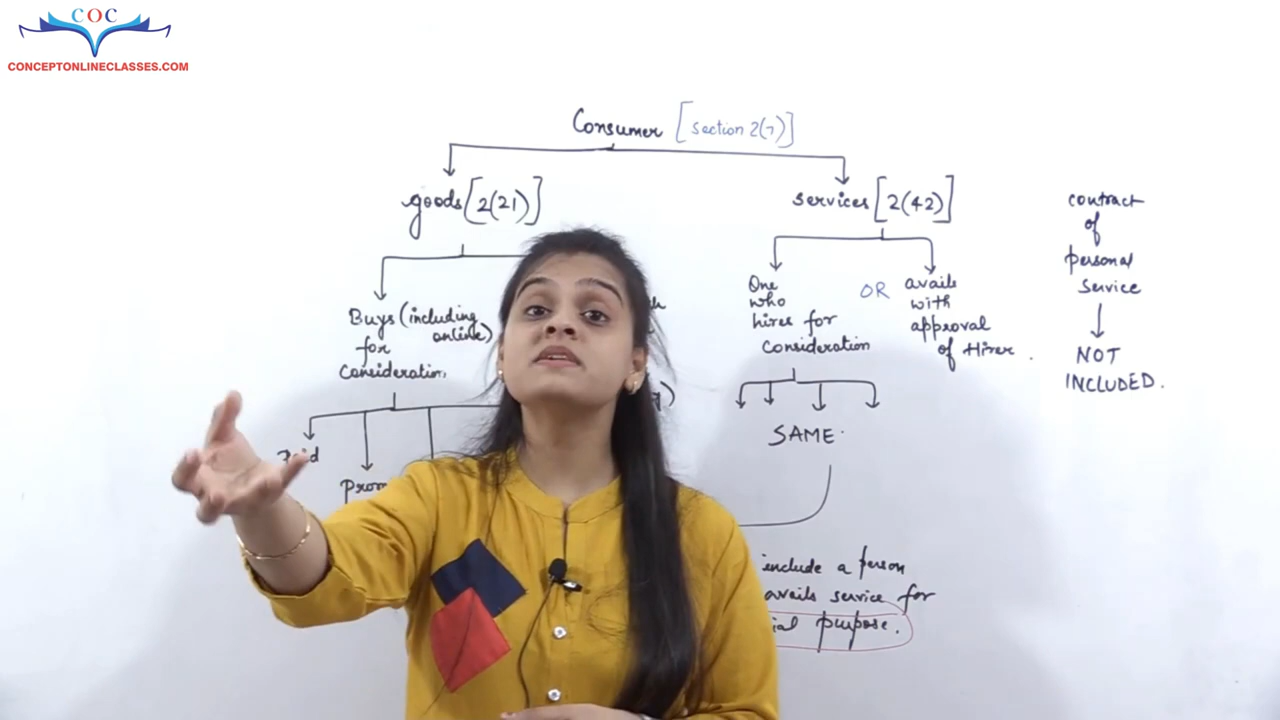 COC
CONCEPTONLINECLASSES.COM
Consumer [Section 2(7)]
goods [2(21)]
services [2(42)]
Buys (including
online)
for
Consideration
Paid
One
who
hires for
Consideration
OR
avails
with
approval
of Hirer.
SAME.
include a person
avails service for
purpose.
contract
of
personal
Service
NOT
INCLUDED.